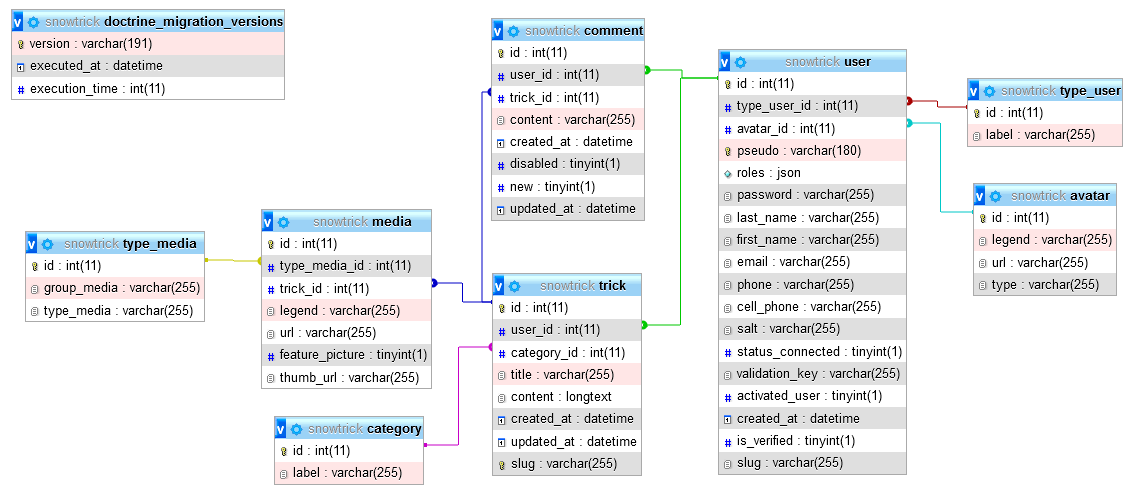 snowtrick doctrine_migration_versions
version : varchar(191)
executed_at : datetime
execution_time : int(11)
snowtrick comment
id : int(11)
user_id : int(11)
trick_id : int(11)
content : varchar(255)
created_at : datetime
disabled : tinyint(1)
new : tinyint(1)
updated_at : datetime
snowtrick user
id : int(11)
type_user_id : int(11)
avatar_id : int(11)
pseudo : varchar(180)
roles : json
password : varchar(255)
last_name : varchar(255)
first_name : varchar(255)
email : varchar(255)
phone : varchar(255)
cell_phone : varchar(255)
salt : varchar(255)
status_connected : tinyint(1)
validation_key : varchar(255)
activated_user : tinyint(1)
created_at : datetime
is_verified : tinyint(1)
slug : varchar(255)
snowtrick type_user
id : int(11)
label : varchar(255)
snowtrick avatar
id : int(11)
legend : varchar(255)
url : varchar(255)
type : varchar(255)
snowtrick type_media
id : int(11)
group_media : varchar(255)
type_media : varchar(255)
snowtrick media
id : int(11)
type_media_id : int(11)
trick_id : int(11)
legend : varchar(255)
url : varchar(255)
feature_picture : tinyint(1)
thumb_url : varchar(255)
snowtrick trick
id : int(11)
user_id : int(11)
category_id : int(11)
title : varchar(255)
content : longtext
created_at : datetime
updated_at : datetime
slug : varchar(255)
snowtrick category
id : int(11)
label : varchar(255)